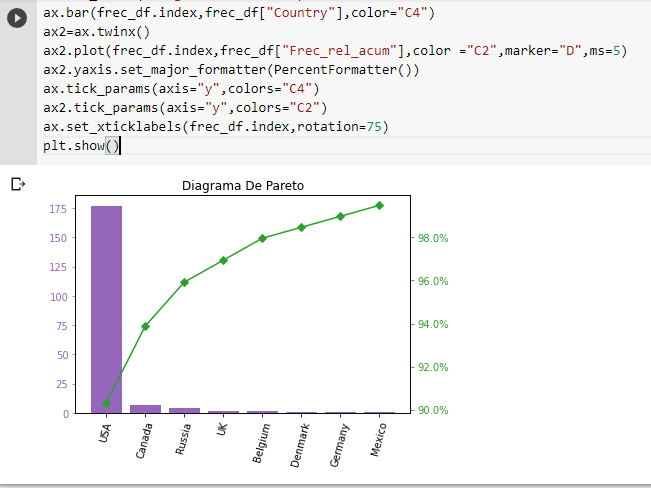 ax.bar(frec_df.index,frec_df["Country"],color="C4")
ax2=ax.twinx()
ax2.plot(frec_df.index,frec_df["Frec_rel_acum"],color ="C2",marker="D",ms=5)
ax2.yaxis.set_major_formatter(PercentFormatter())
ax.tick_params(axis="y",colors="C4")
ax2.tick_params(axis="y",colors="C2")
ax.set_xticklabels(frec_df.index,rotation=75)
plt.show()
Diagrama De Pareto
175
150
125
100
75
50
25
0
98.0%
96.0%
94.0%
92.0%
90.0%
USA
Canada
Russia
UK
Belgium
Denmark
Germany
Mexico